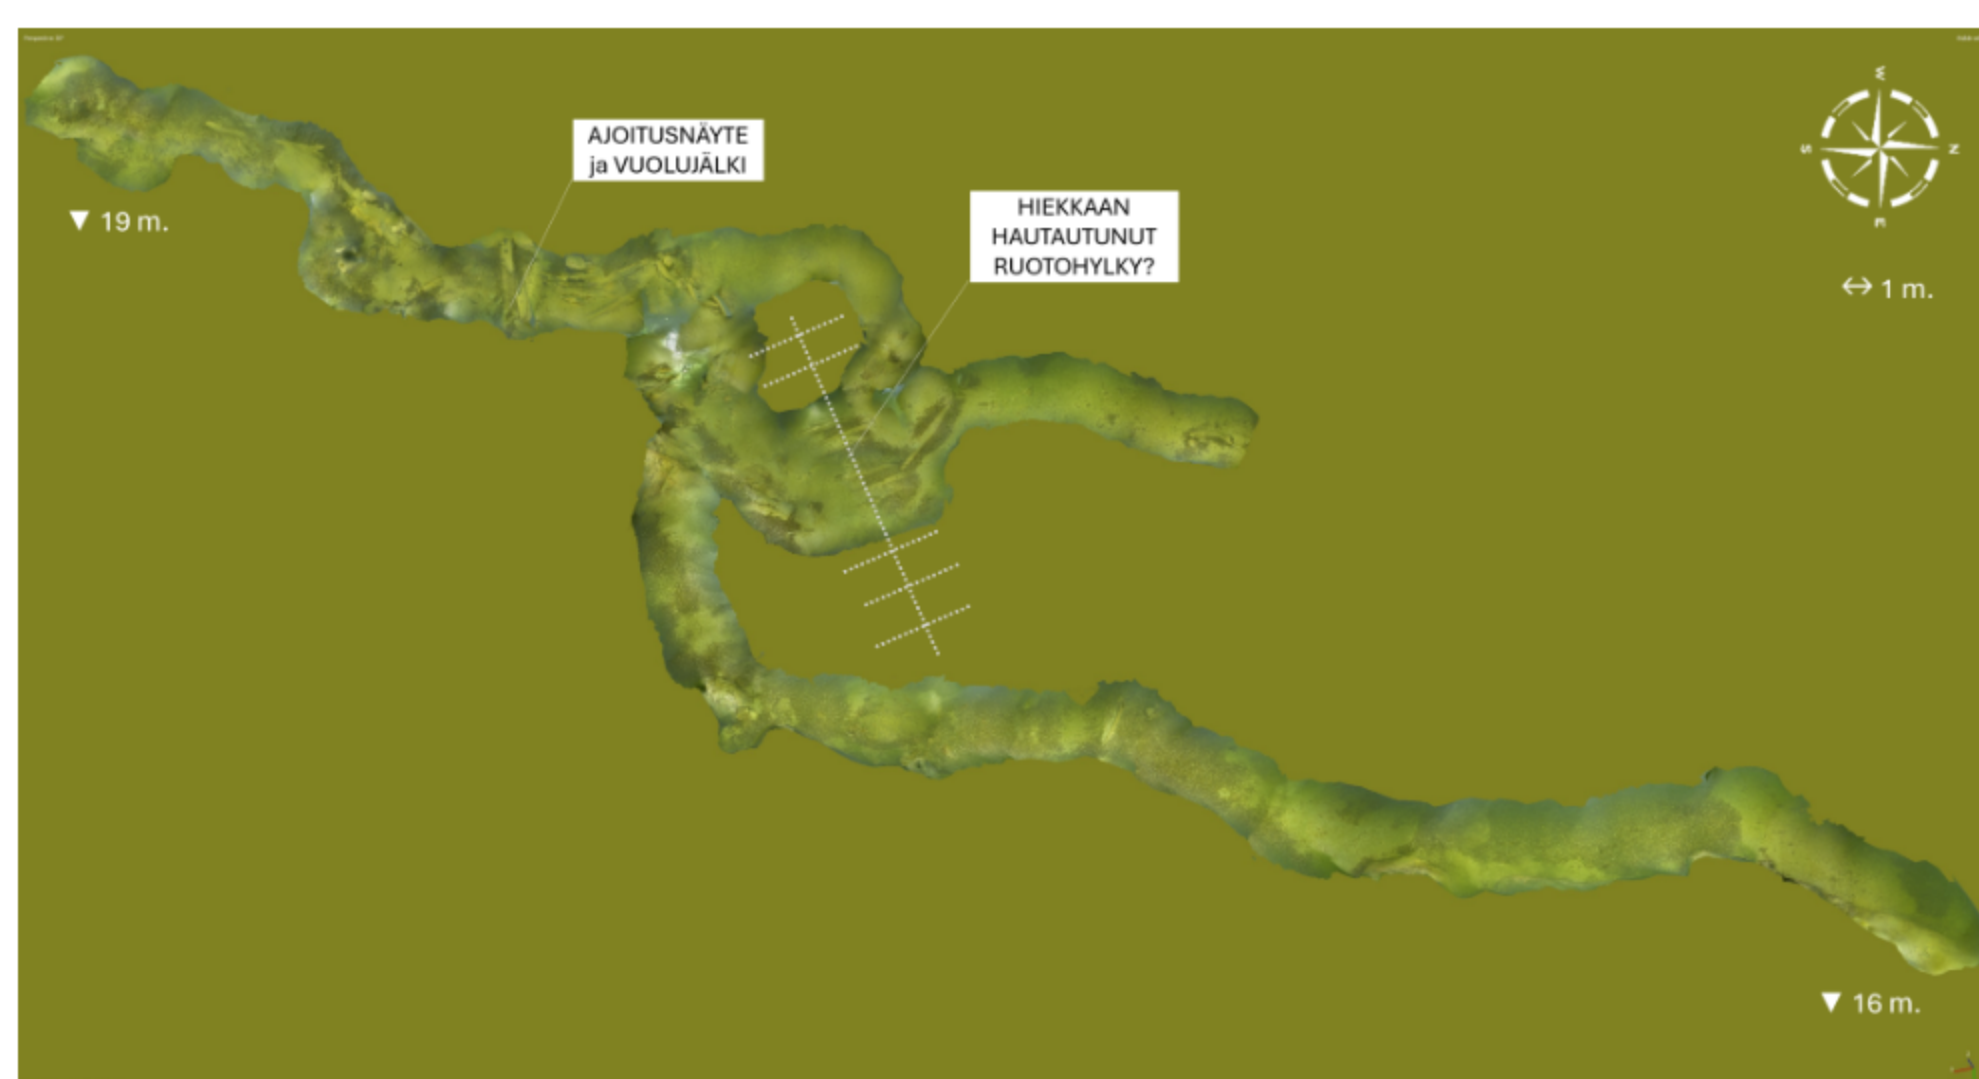 AJOITUSNÄYTE
ja VUOLUJÄLKI
HIEKKAAN
HAUTAUTUNUT
RUOTOHYLKY?
W
S
N
E
▼ 19 m.
↔ 1 m.
▼ 16 m.